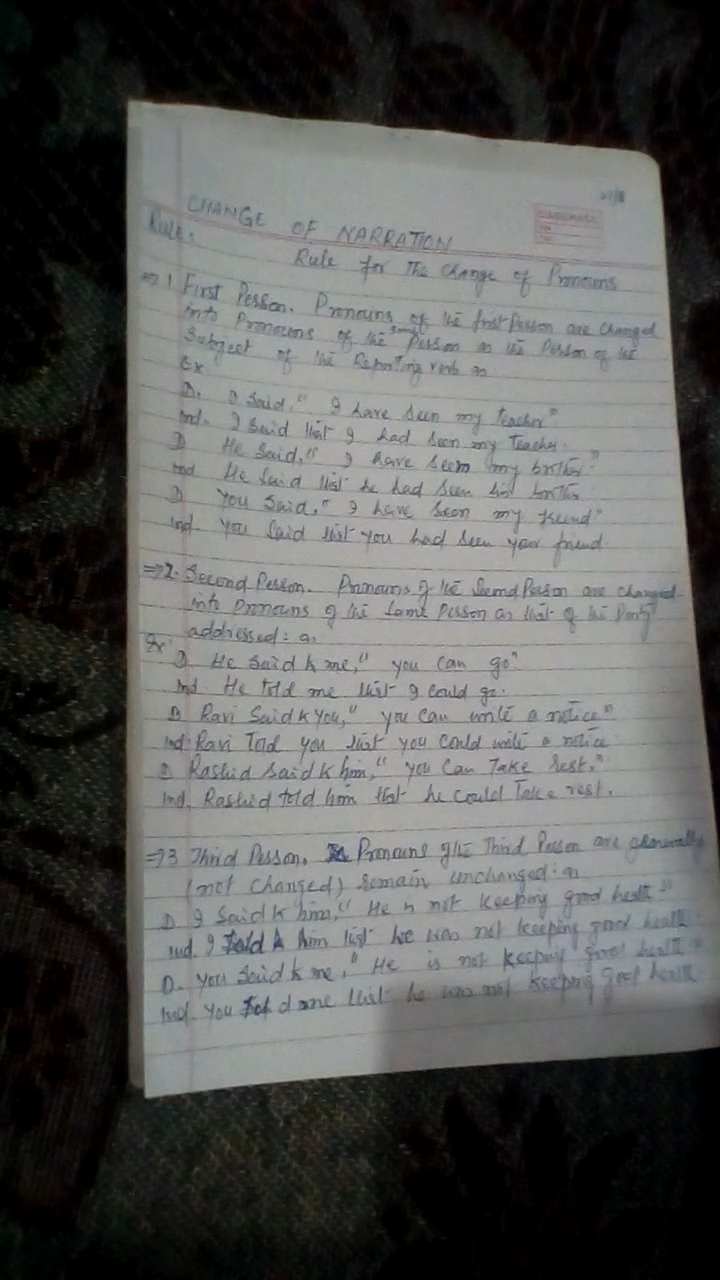 27/8
CLASSMATE
CHANGE OF NARRATION
Rule.
Rule for The change of Pronouns
⇒ 1 First Person. Pronouns of the first Person are changed
into Pronouns of the same Person as the Person of the
Subject of the Reporting verb as
Ex
D. I said, " I have seen my teacher"
Ind. I said that I had seen my Teacher.
D He said, " I have seen my brother."
Ind He said that he had seen his brother
D You said, " I have seen my friend"
Ind. You said that you had seen your friend.
⇒ 2. Second Person. Pronouns of the Second Person are changed
into pronouns of the same Person as that of the Party
addressed: as
Ex.
D. He said to me, " you can go"
Ind. He told me that I could go.
D Ravi said to you, " you can write a notice"
Ind. Ravi Told you that you could write a notice
D Rashid said to him, " you can Take rest."
Ind. Rashid told him that he could Take rest.
⇒ 3 Third Person. Pronouns of the Third Person are generally
(not changed) remain unchanged: as
D I said to him, " He is not keeping good health"
Ind. I told him that he was not keeping good health
D. you said to me, " He is not keeping good health"
Ind. you told me that he was not keeping good health